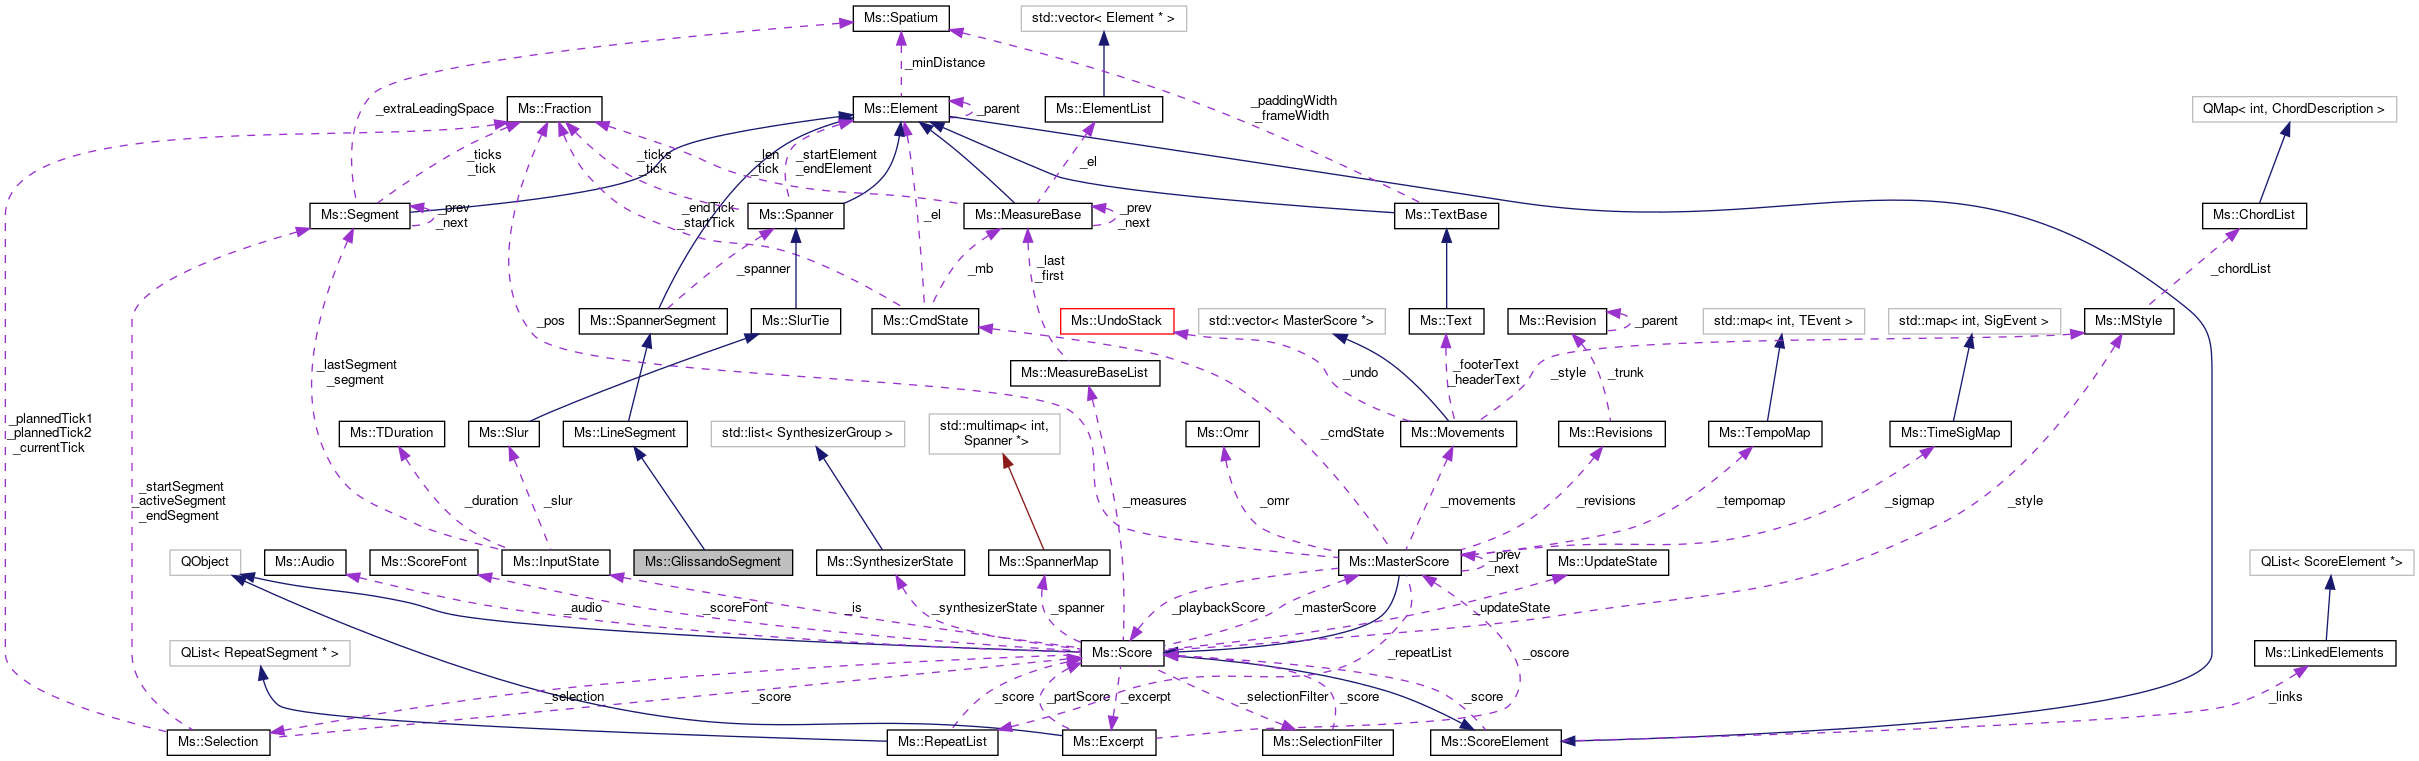 Ms::Spatium
std::vector< Element * >
_minDistance
_extraLeadingSpace
Ms::Fraction
Ms::Element
_parent
Ms::ElementList
_paddingWidth
_frameWidth
QMap< int, ChordDescription >
_ticks
_tick
_ticks
_tick
_len
_tick
_startElement
_endElement
_el
Ms::Segment
_prev
_next
_endTick
_startTick
Ms::Spanner
_el
Ms::MeasureBase
_prev
_next
Ms::TextBase
Ms::ChordList
_spanner
_mb
_last
_first
_chordList
_pos
Ms::SpannerSegment
Ms::SlurTie
Ms::CmdState
Ms::UndoStack
std::vector< MasterScore *>
Ms::Text
Ms::Revision
_parent
std::map< int, TEvent >
std::map< int, SigEvent >
Ms::MStyle
_lastSegment
_segment
Ms::MeasureBaseList
_undo
_footerText
_headerText
_style
_trunk
_plannedTick1
_plannedTick2
_currentTick
Ms::TDuration
Ms::Slur
Ms::LineSegment
std::list< SynthesizerGroup >
std::multimap< int,
Spanner *>
Ms::Omr
_cmdState
Ms::Movements
Ms::Revisions
Ms::TempoMap
Ms::TimeSigMap
_startSegment
_activeSegment
_endSegment
_duration
_slur
_measures
_omr
_movements
_revisions
_tempomap
_sigmap
_style
QObject
Ms::Audio
Ms::ScoreFont
Ms::InputState
Ms::GlissandoSegment
Ms::SynthesizerState
Ms::SpannerMap
Ms::MasterScore
_prev
_next
Ms::UpdateState
QList< ScoreElement *>
_audio
_scoreFont
_is
_synthesizerState
_spanner
_playbackScore
_masterScore
_updateState
QList< RepeatSegment * >
Ms::Score
_repeatList
_oscore
Ms::LinkedElements
_selection
_score
_score
_partScore
_excerpt
_selectionFilter
_score
_score
_links
Ms::Selection
Ms::RepeatList
Ms::Excerpt
Ms::SelectionFilter
Ms::ScoreElement